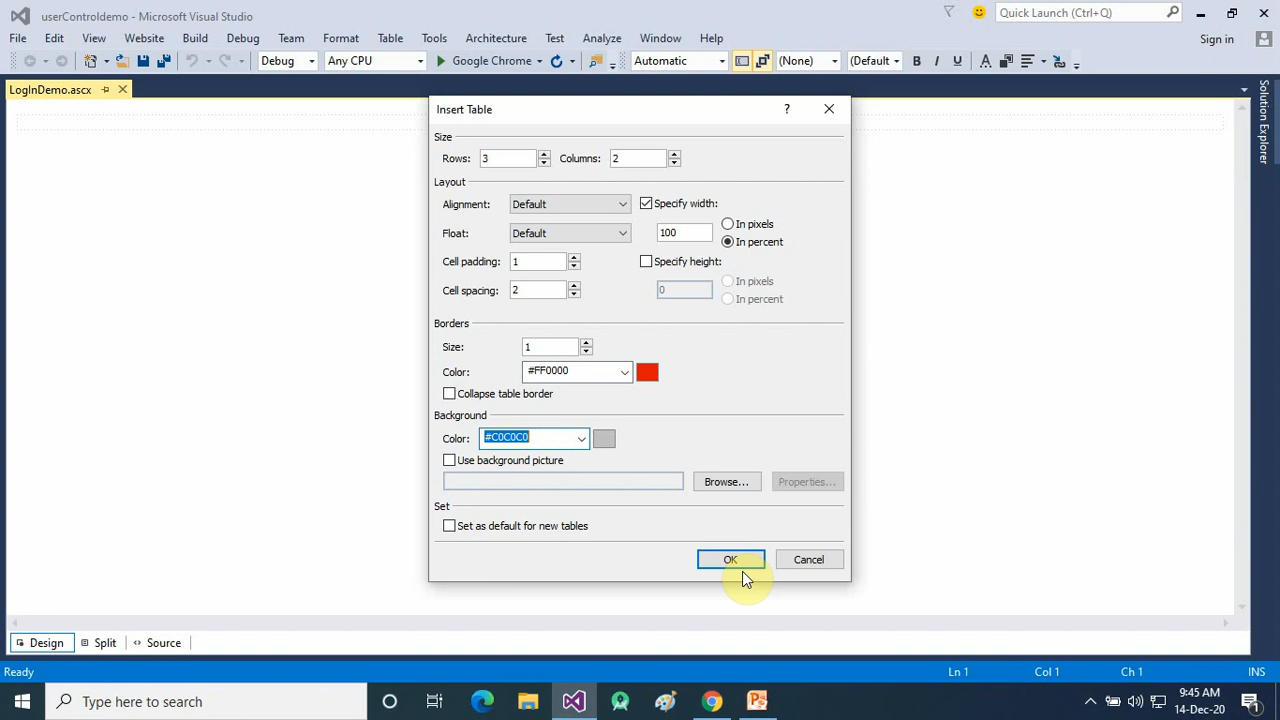 userControldemo - Microsoft Visual Studio
Quick Launch (Ctrl+Q)
File Edit View Website Build Debug Team Format Table Tools Architecture Test Analyze Window Help
Sign in
Debug Any CPU Google Chrome Automatic (None) (Default B I U A
LogInDemo.ascx
Solution Explorer
Insert Table ?
Size
Rows: 3 Columns: 2
Layout
Alignment: Default Specify width:
100 In pixels
Float: Default In percent
Cell padding: 1 Specify height:
Cell spacing: 2 0 In pixels
In percent
Borders
Size: 1
Color: #FF0000
Collapse table border
Background
Color: #C0C0C0
Use background picture
Browse... Properties...
Set
Set as default for new tables
OK Cancel
Design Split Source
Ready Ln 1 Col 1 Ch 1 INS
Type here to search
9:45 AM
14-Dec-20
1